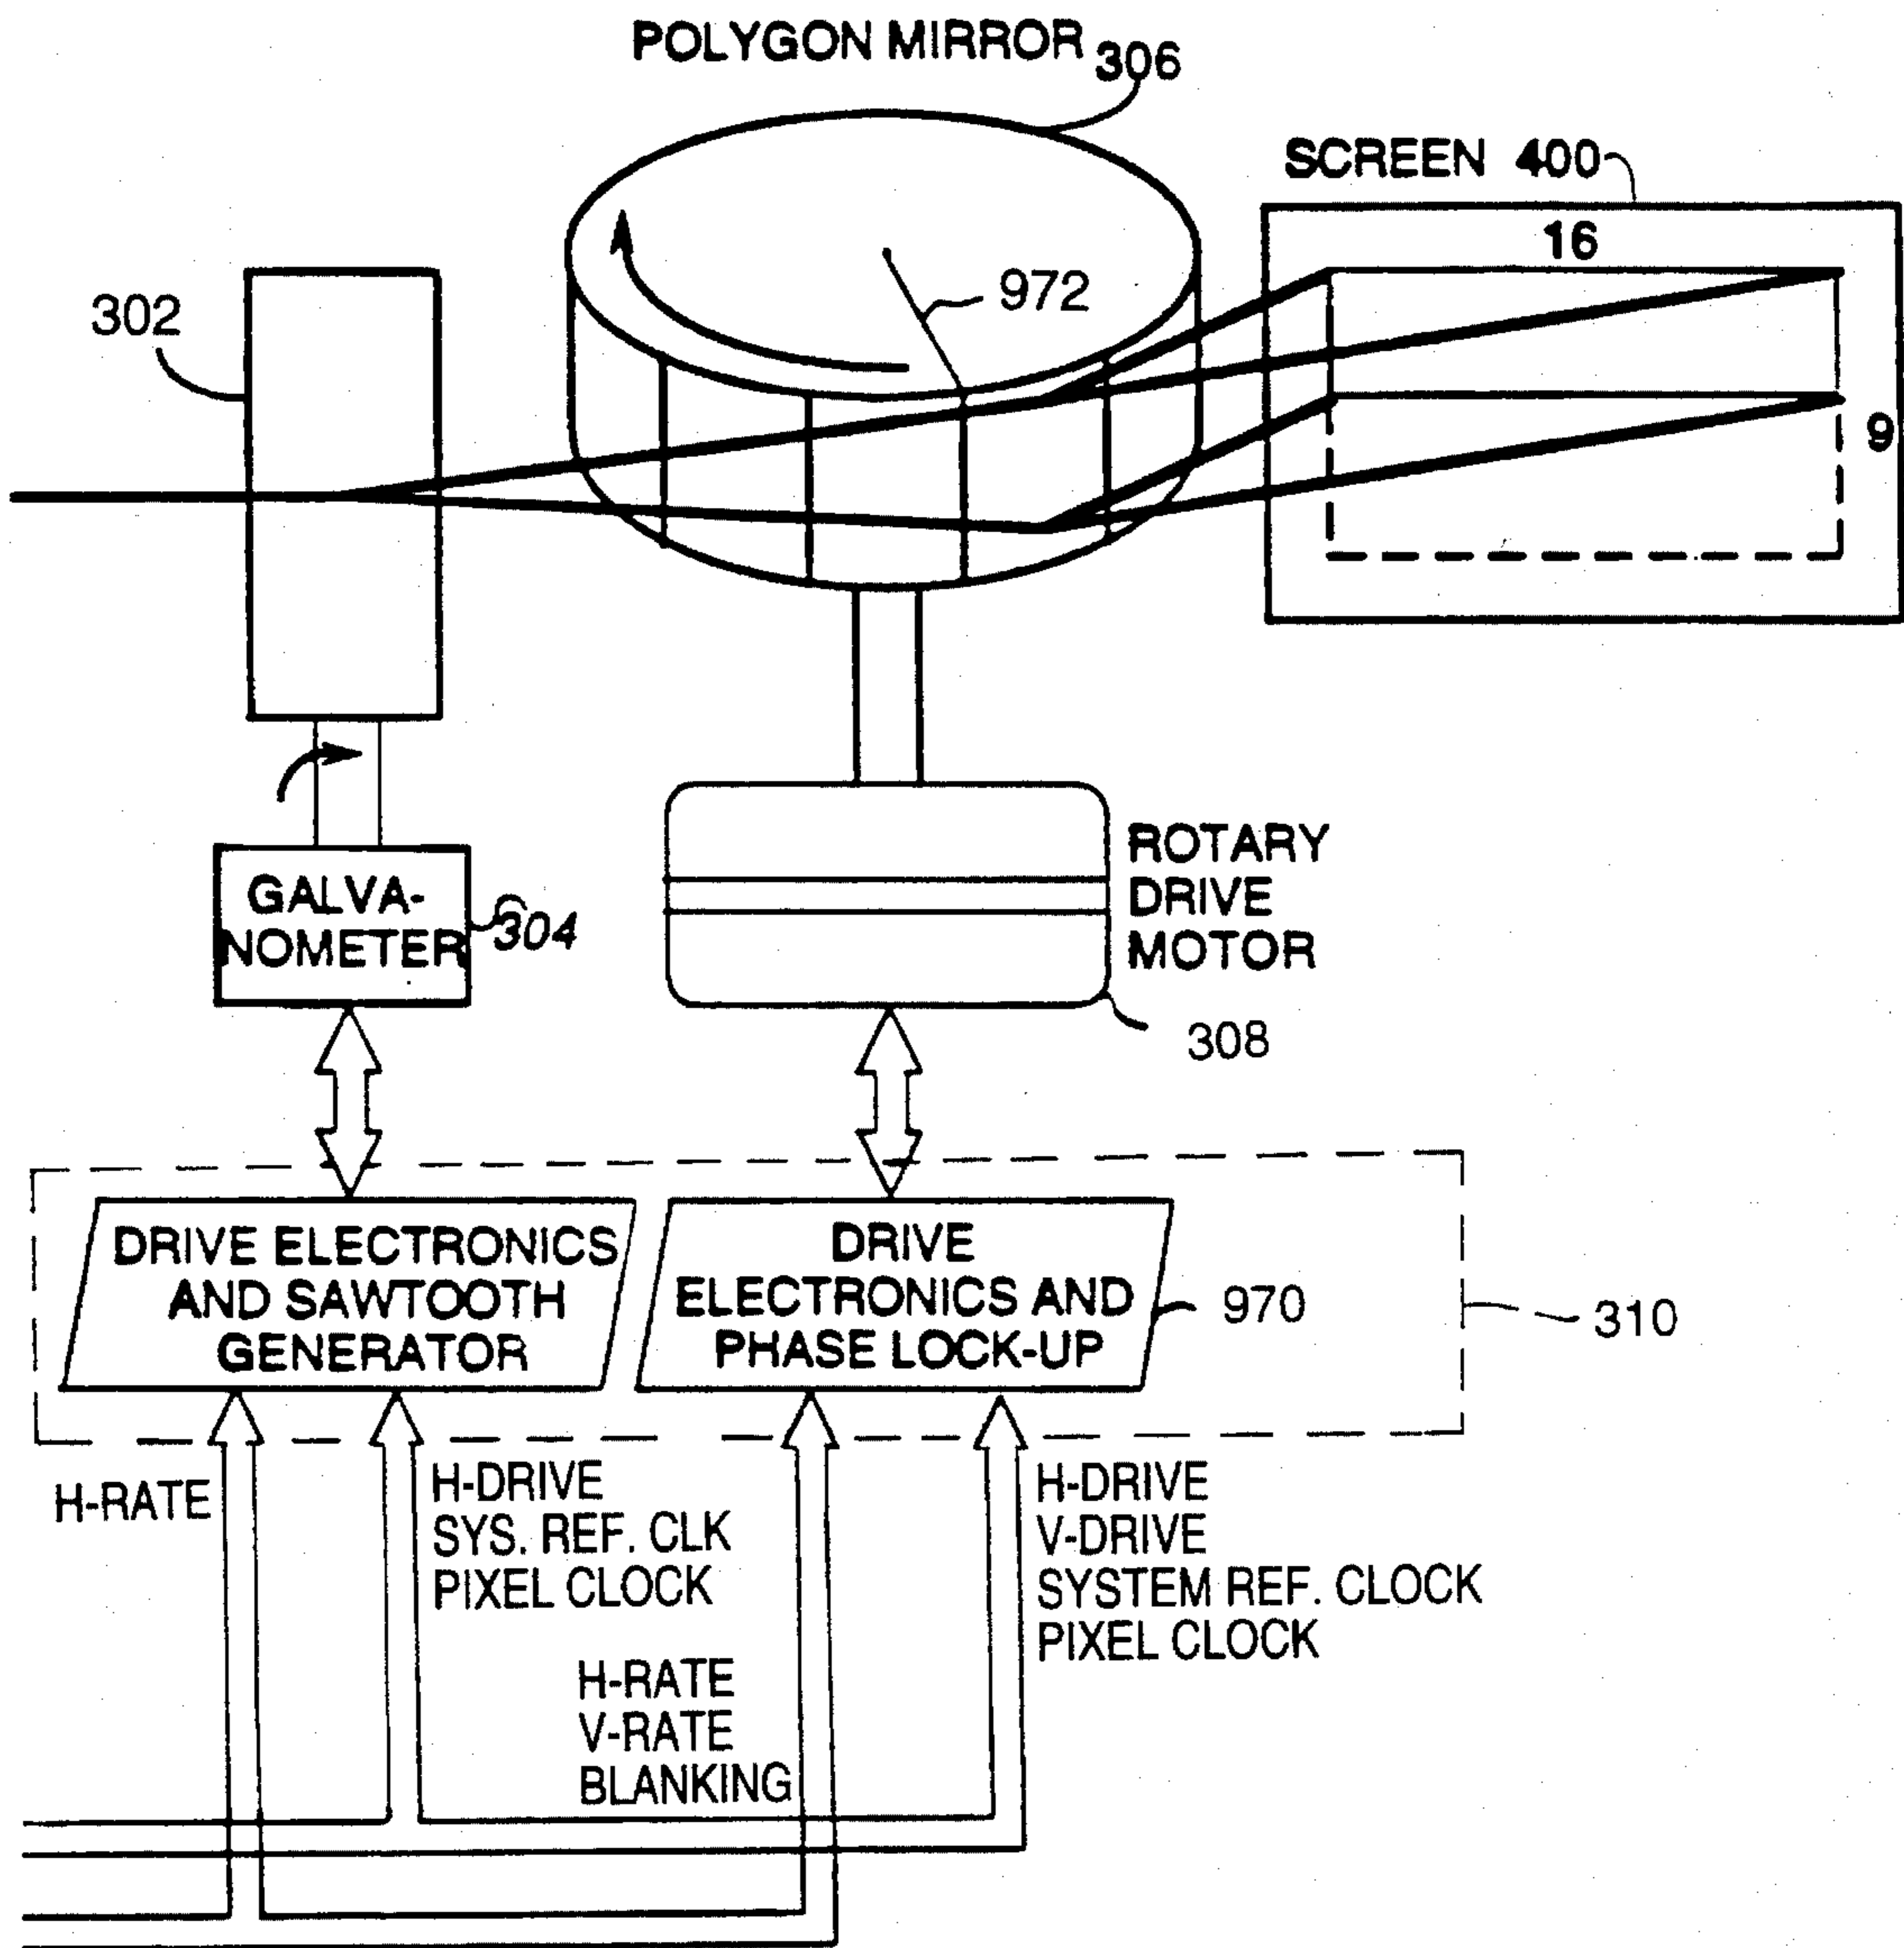 POLYGON MIRROR 306
SCREEN 400
16
972
302
9
ROTARY
DRIVE
MOTOR
GALVA-
NOMETER
304
308
DRIVE ELECTRONICS
AND SAWTOOTH
GENERATOR
DRIVE
ELECTRONICS AND
PHASE LOCK-UP
970
310
H-RATE
H-DRIVE
SYS. REF. CLK
PIXEL CLOCK
H-DRIVE
V-DRIVE
SYSTEM REF. CLOCK
PIXEL CLOCK
H-RATE
V-RATE
BLANKING